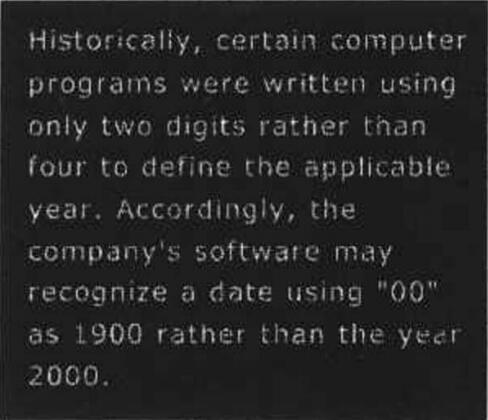 Historically, certain computer
programs were written using
only two digits rather than
four to define the applicable
year. Accordingly, the
company's software may
recognize a date using "00"
as 1900 rather than the year
2000.